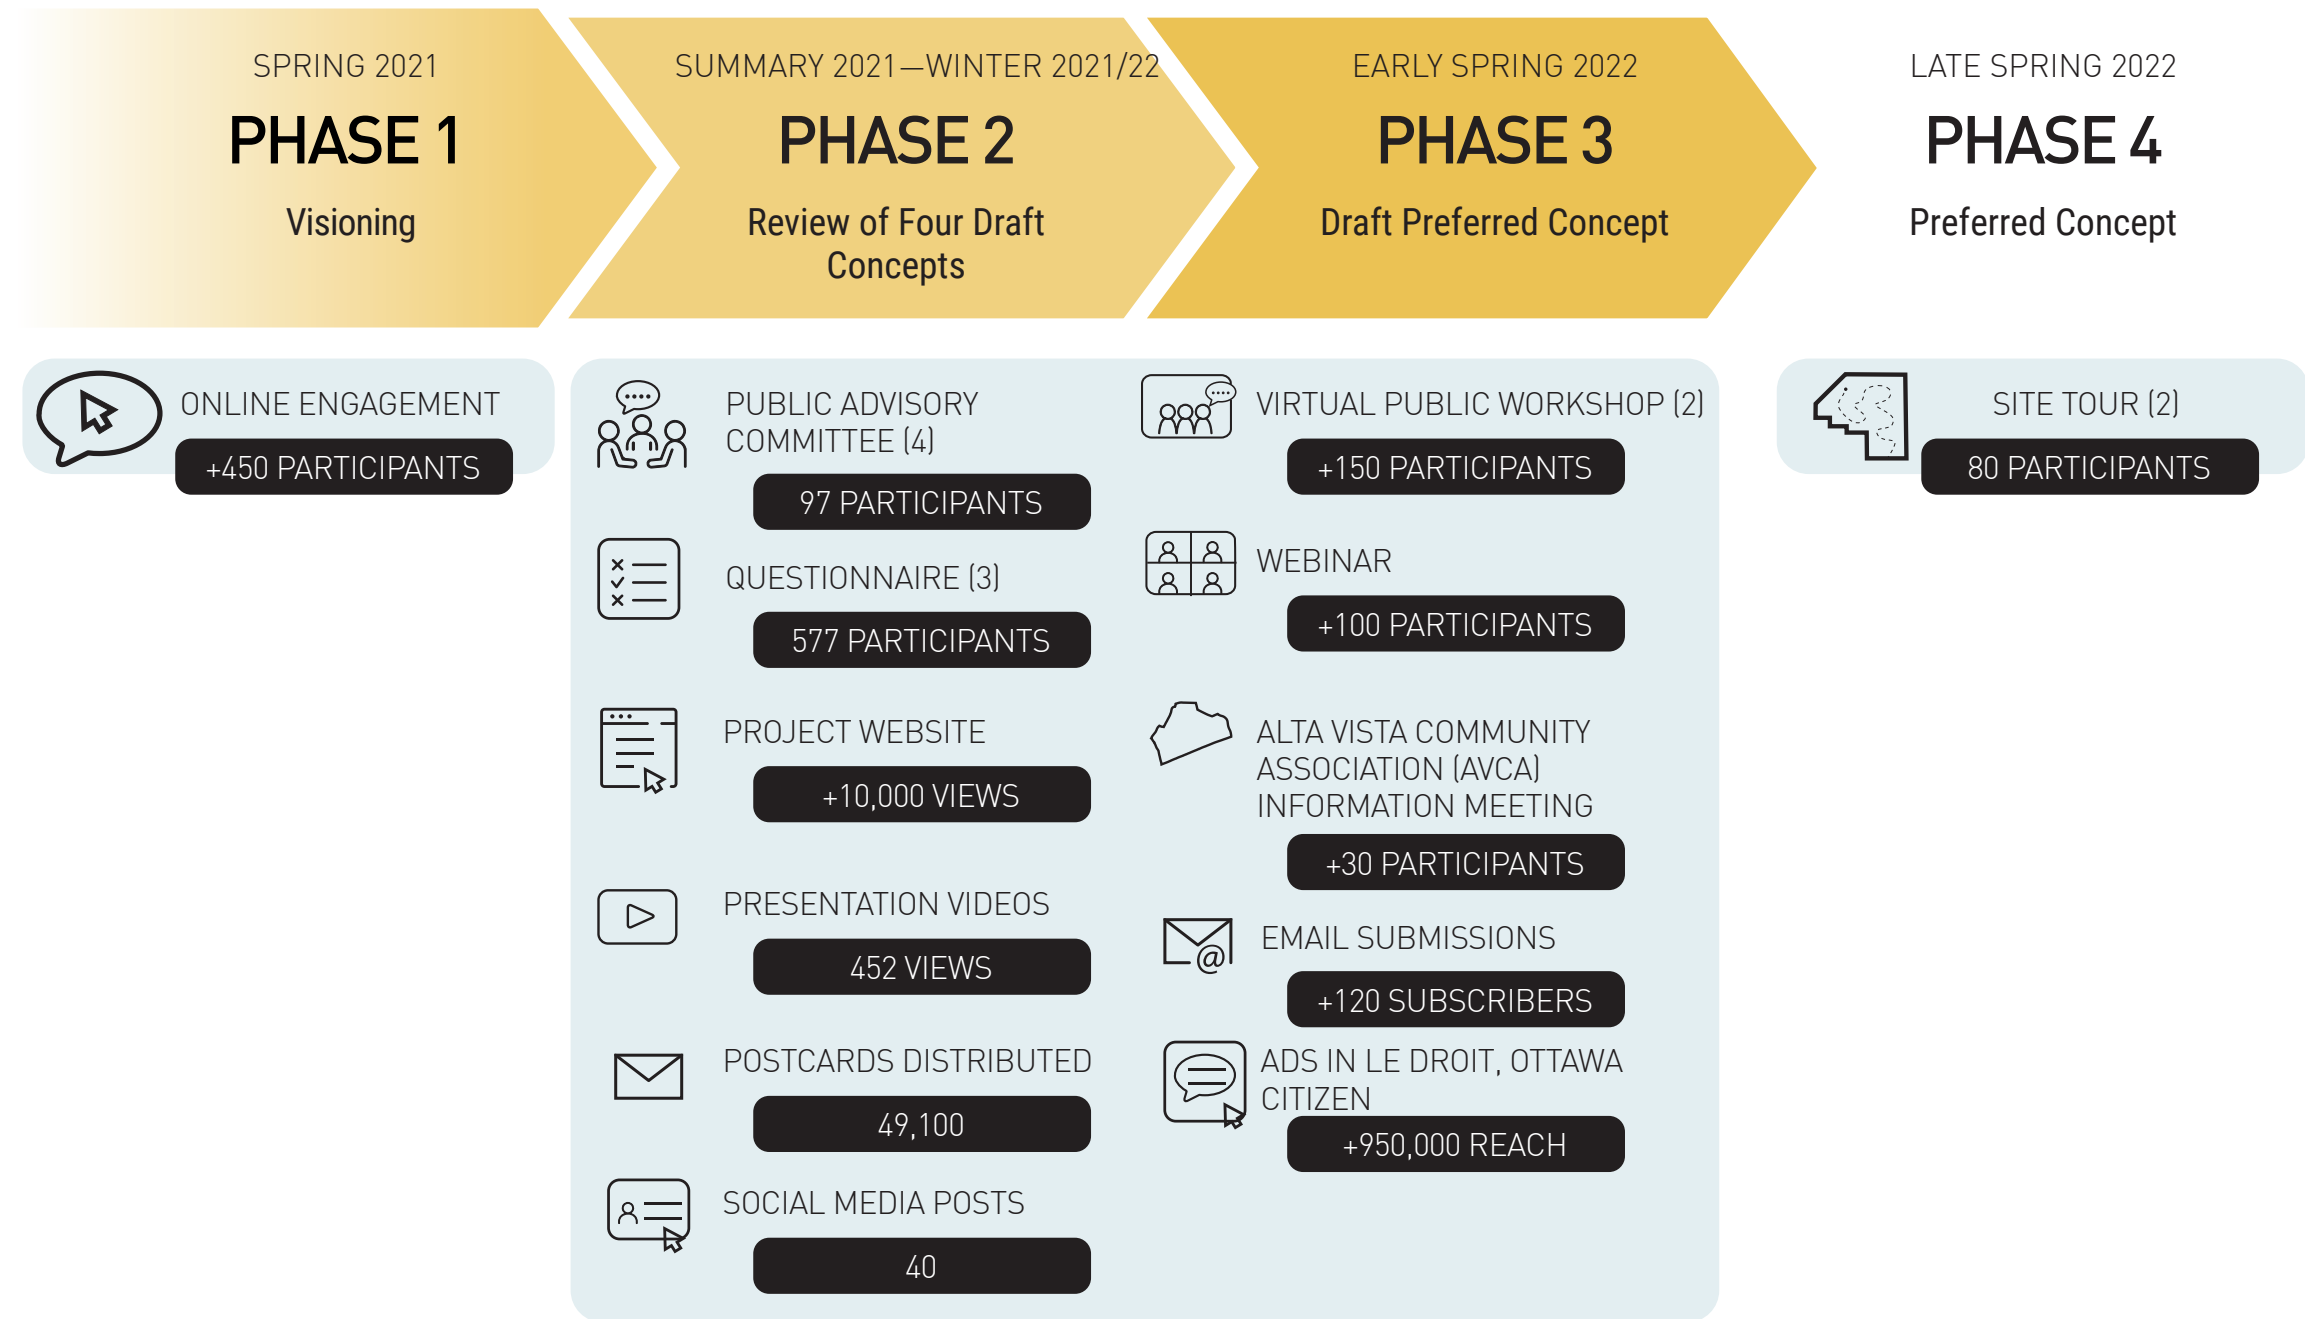 SPRING 2021
PHASE 1
Visioning
SUMMARY 2021—WINTER 2021/22
PHASE 2
Review of Four Draft
Concepts
EARLY SPRING 2022
PHASE 3
Draft Preferred Concept
LATE SPRING 2022
PHASE 4
Preferred Concept
ONLINE ENGAGEMENT
+450 PARTICIPANTS
PUBLIC ADVISORY
COMMITTEE (4)
97 PARTICIPANTS
QUESTIONNAIRE (3)
577 PARTICIPANTS
PROJECT WEBSITE
+10,000 VIEWS
PRESENTATION VIDEOS
452 VIEWS
POSTCARDS DISTRIBUTED
49,100
SOCIAL MEDIA POSTS
40
VIRTUAL PUBLIC WORKSHOP (2)
+150 PARTICIPANTS
WEBINAR
+100 PARTICIPANTS
ALTA VISTA COMMUNITY
ASSOCIATION (AVCA)
INFORMATION MEETING
+30 PARTICIPANTS
EMAIL SUBMISSIONS
+120 SUBSCRIBERS
ADS IN LE DROIT, OTTAWA
CITIZEN
+950,000 REACH
SITE TOUR (2)
80 PARTICIPANTS